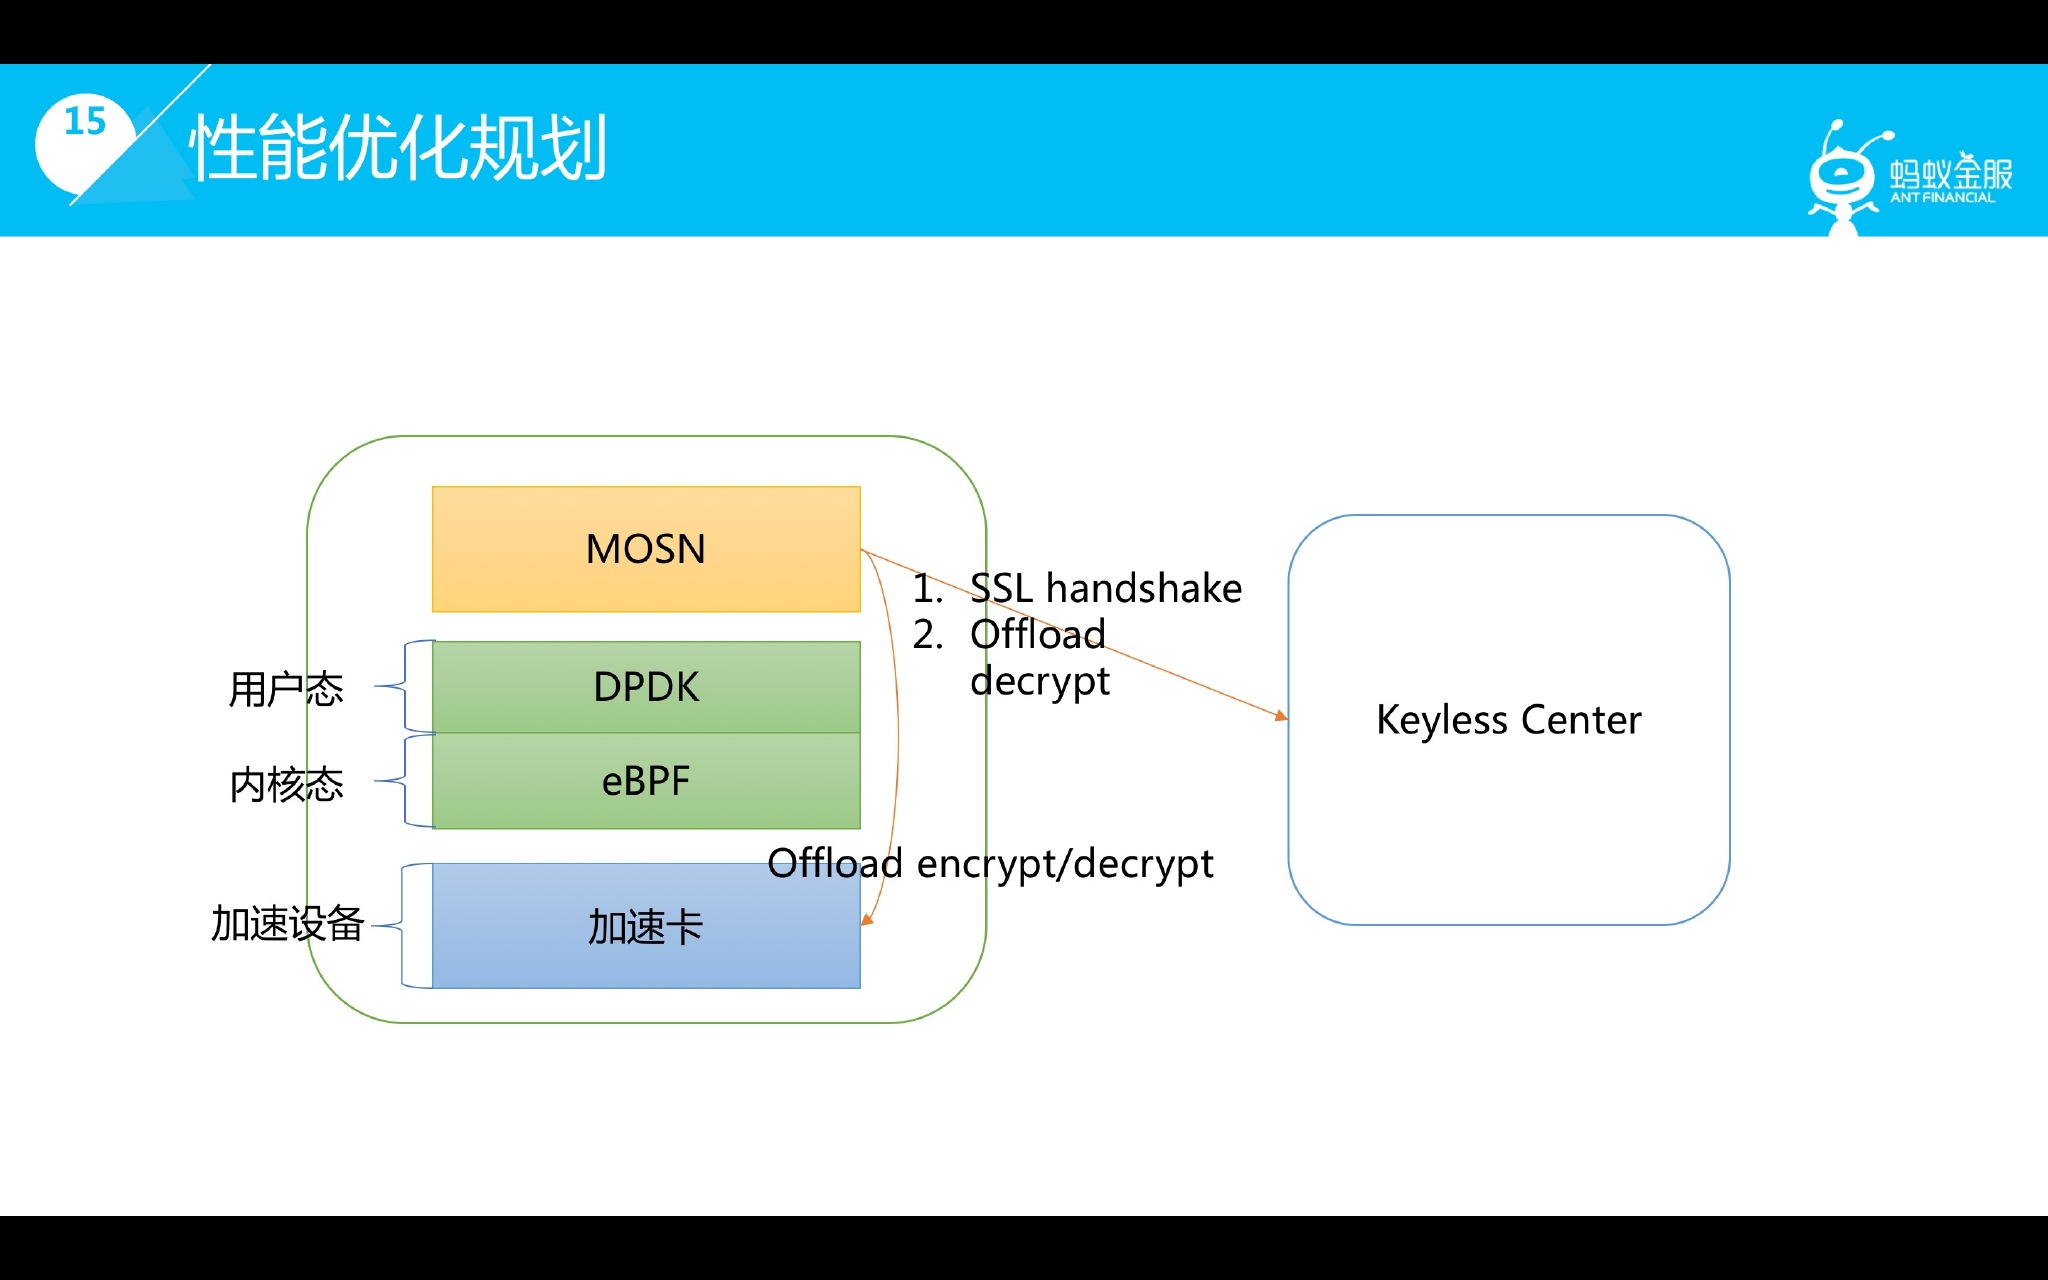 15
性能优化规划
蚂蚁金服
ANT FINANCIAL
MOSN
1. SSL handshake
2. Offload
decrypt
用户态
DPDK
Keyless Center
内核态
eBPF
Offload encrypt/decrypt
加速设备
加速卡